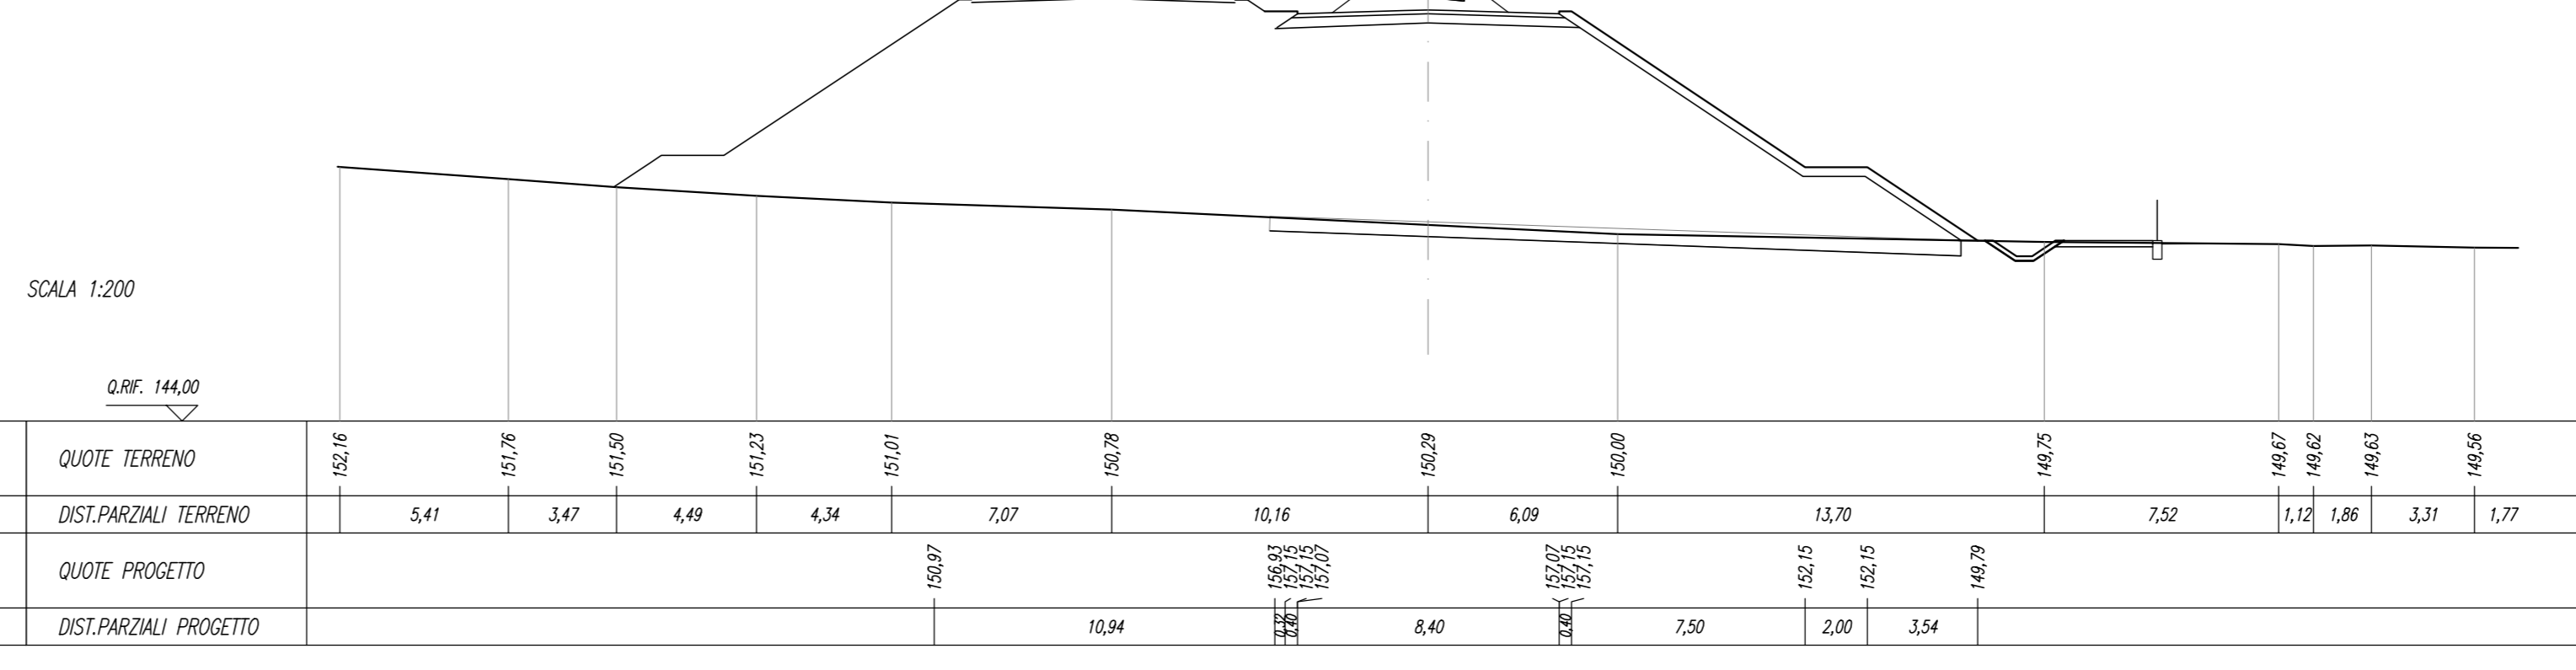 SCALA 1:200
Q.RIF. 144,00
QUOTE TERRENO 152,16 151,76 151,50 151,23 151,01 150,78 150,29 150,00 149,75 149,67 149,62 149,63 149,56
DIST.PARZIALI TERRENO 5,41 3,47 4,49 4,34 7,07 10,16 6,09 13,70 7,52 1,12 1,86 3,31 1,77
QUOTE PROGETTO 150,97 156,93 157,15 157,15 157,07 157,07 157,15 157,15 152,15 152,15 149,79
DIST.PARZIALI PROGETTO 10,94 0,32 0,40 8,40 0,40 7,50 2,00 3,54